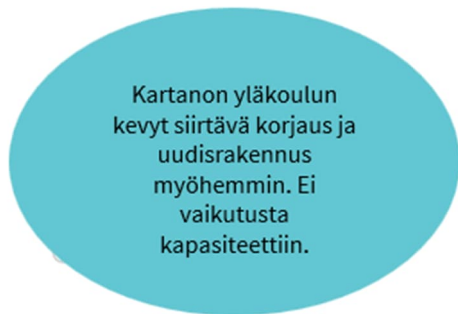 Kartanon yläkoulun
kevyt siirtävä korjaus ja
uudisrakennus
myöhemmin. Ei
vaikutusta
kapasiteettiin.